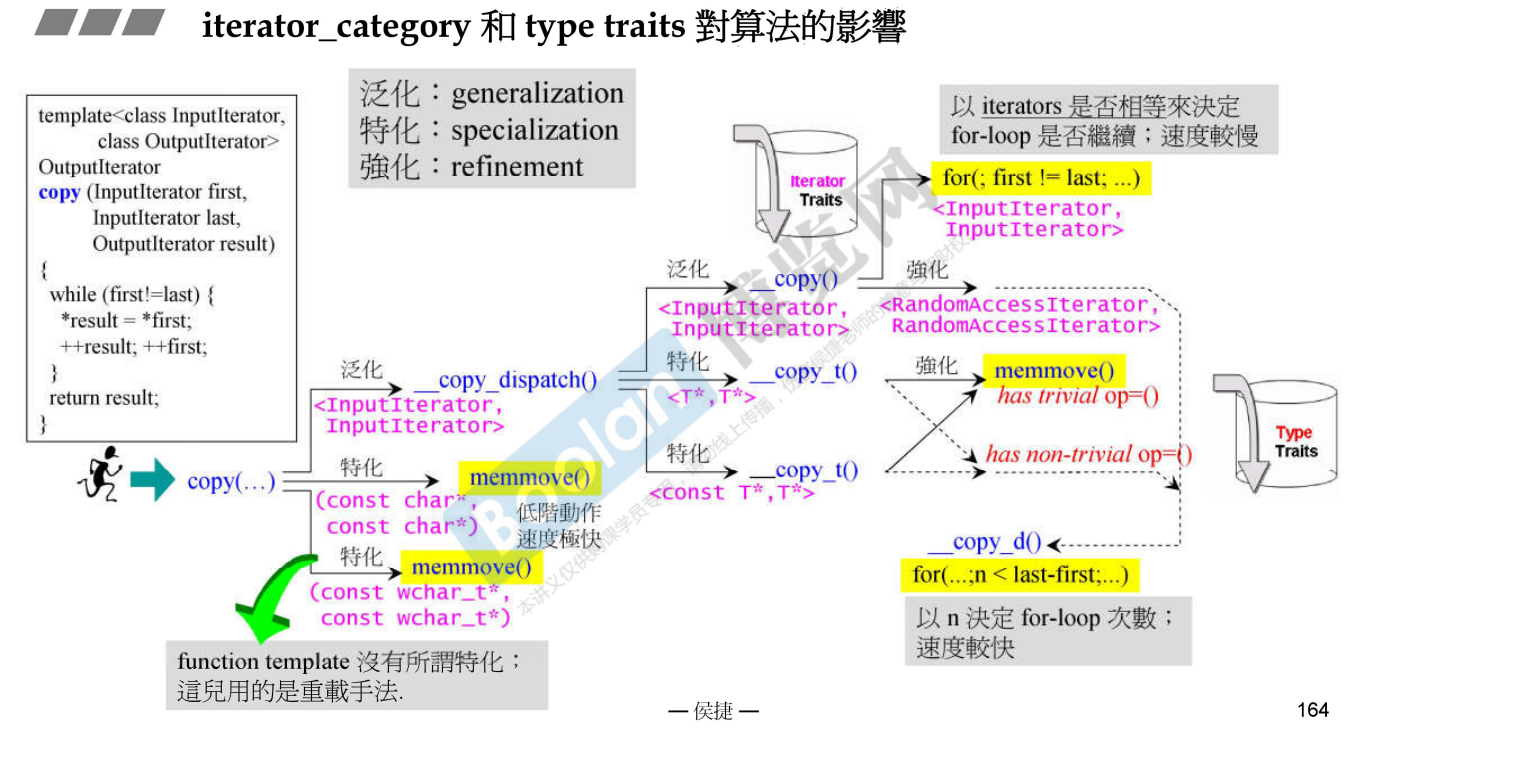 iterator_category 和 type traits 對算法的影響
template<class InputIterator,
class OutputIterator>
OutputIterator
copy (InputIterator first,
InputIterator last,
OutputIterator result)
{
while (first!=last) {
*result = *first;
++result; ++first;
}
return result;
}
泛化：generalization
特化：specialization
強化：refinement
Iterator
Traits
以 iterators 是否相等來決定
for-loop 是否繼續；速度較慢
for(; first != last; ...)
<InputIterator,
InputIterator>
copy(…)
泛化
__copy_dispatch()
<InputIterator,
InputIterator>
特化
memmove()
(const char*,
const char*)
低階動作
速度極快
特化
memmove()
(const wchar_t*,
const wchar_t*)
function template 沒有所謂特化；
這兒用的是重載手法.
泛化
__copy()
<InputIterator,
InputIterator>
強化
<RandomAccessIterator,
RandomAccessIterator>
特化
__copy_t()
<T*,T*>
強化
memmove()
has trivial op=()
特化
__copy_t()
<const T*,T*>
has non-trivial op=()
Type
Traits
__copy_d()
for(...;n < last-first;...)
以 n 決定 for-loop 次數；
速度較快
Boolan
博览网
— 侯捷 —
164